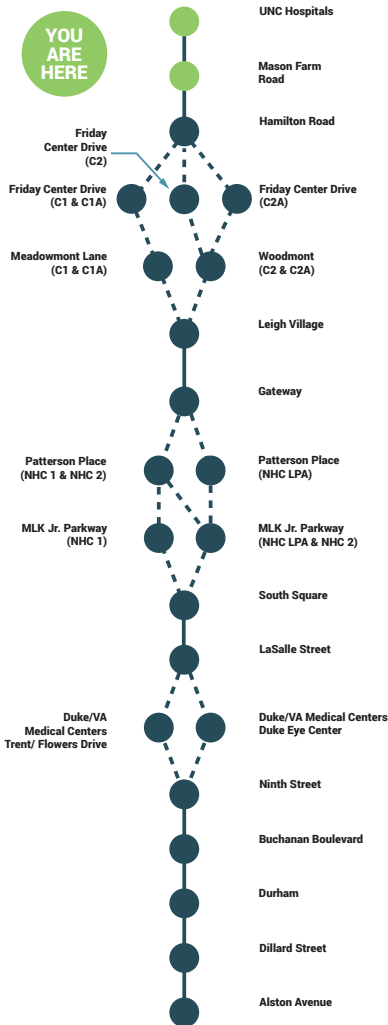 YOU
ARE
HERE
UNC Hospitals
Mason Farm
Road
Hamilton Road
Friday
Center Drive
(C2)
Friday Center Drive
(C1 & C1A)
Friday Center Drive
(C2A)
Meadowmont Lane
(C1 & C1A)
Woodmont
(C2 & C2A)
Leigh Village
Gateway
Patterson Place
(NHC 1 & NHC 2)
Patterson Place
(NHC LPA)
MLK Jr. Parkway
(NHC 1)
MLK Jr. Parkway
(NHC LPA & NHC 2)
South Square
LaSalle Street
Duke/VA
Medical Centers
Trent/ Flowers Drive
Duke/VA Medical Centers
Duke Eye Center
Ninth Street
Buchanan Boulevard
Durham
Dillard Street
Alston Avenue